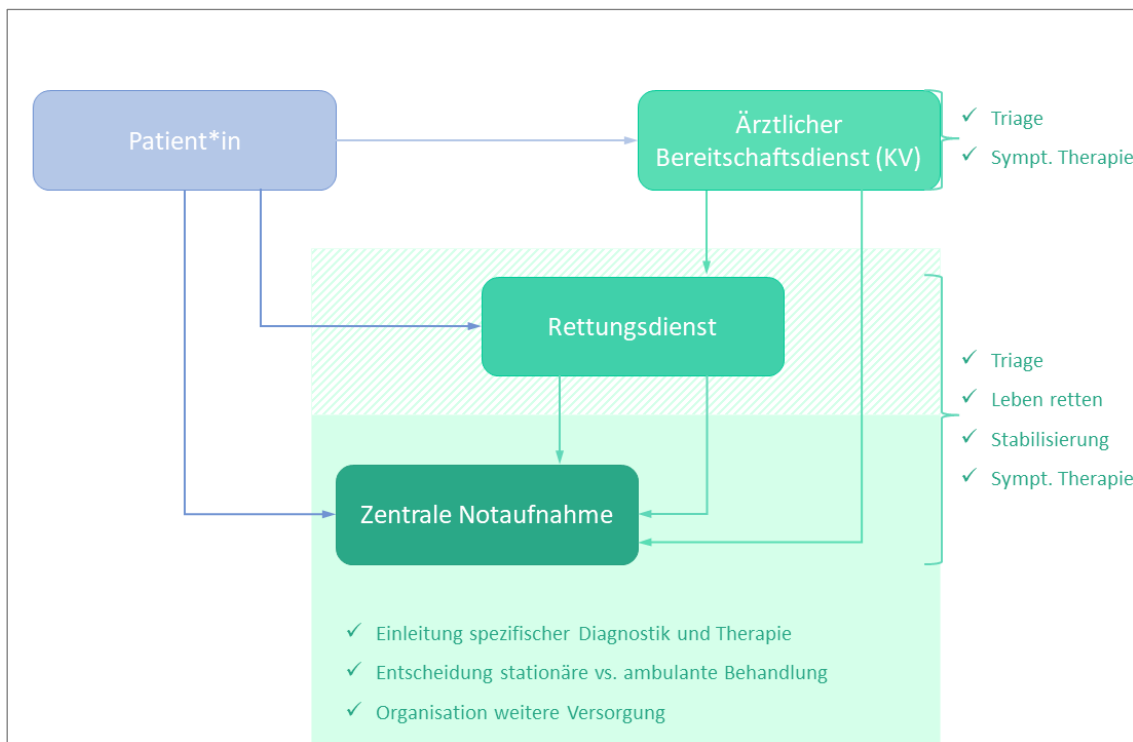 Patient*in
Ärztlicher
Bereitschaftsdienst (KV)
✓ Triage
✓ Sympt. Therapie
Rettungsdienst
✓ Triage
✓ Leben retten
✓ Stabilisierung
✓ Sympt. Therapie
Zentrale Notaufnahme
✓ Einleitung spezifischer Diagnostik und Therapie
✓ Entscheidung stationäre vs. ambulante Behandlung
✓ Organisation weitere Versorgung